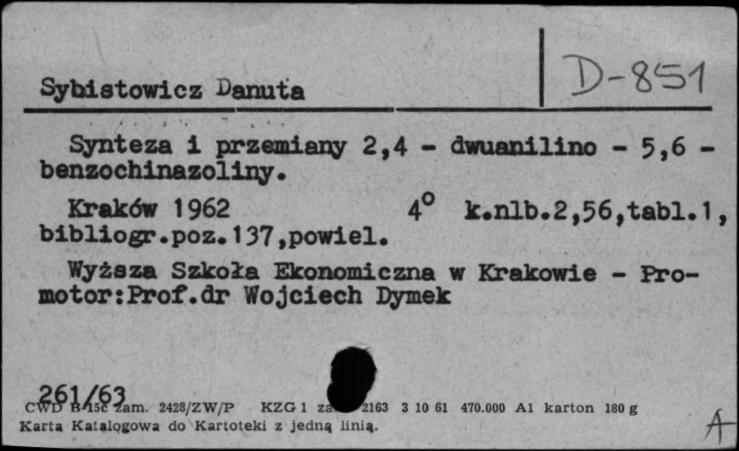 D-851
Sybistowicz Danuta
Synteza i przemiany 2,4 - dwuanilino - 5,6 -
benzochinazoliny.
Kraków 1962 4° k.nlb.2,56,tabl.1,
bibliogr.poz.137,powiel.
Wyższa Szkoła Ekonomiczna w Krakowie - Pro-
motor:Prof.dr Wojciech Dymek
261/63
CWD B-15c zam. 2428/ZW/P KZG 1 2163 3 10 61 470.000 A1 karton 180 g
Karta Katalogowa do Kartoteki z jedną linią.
A